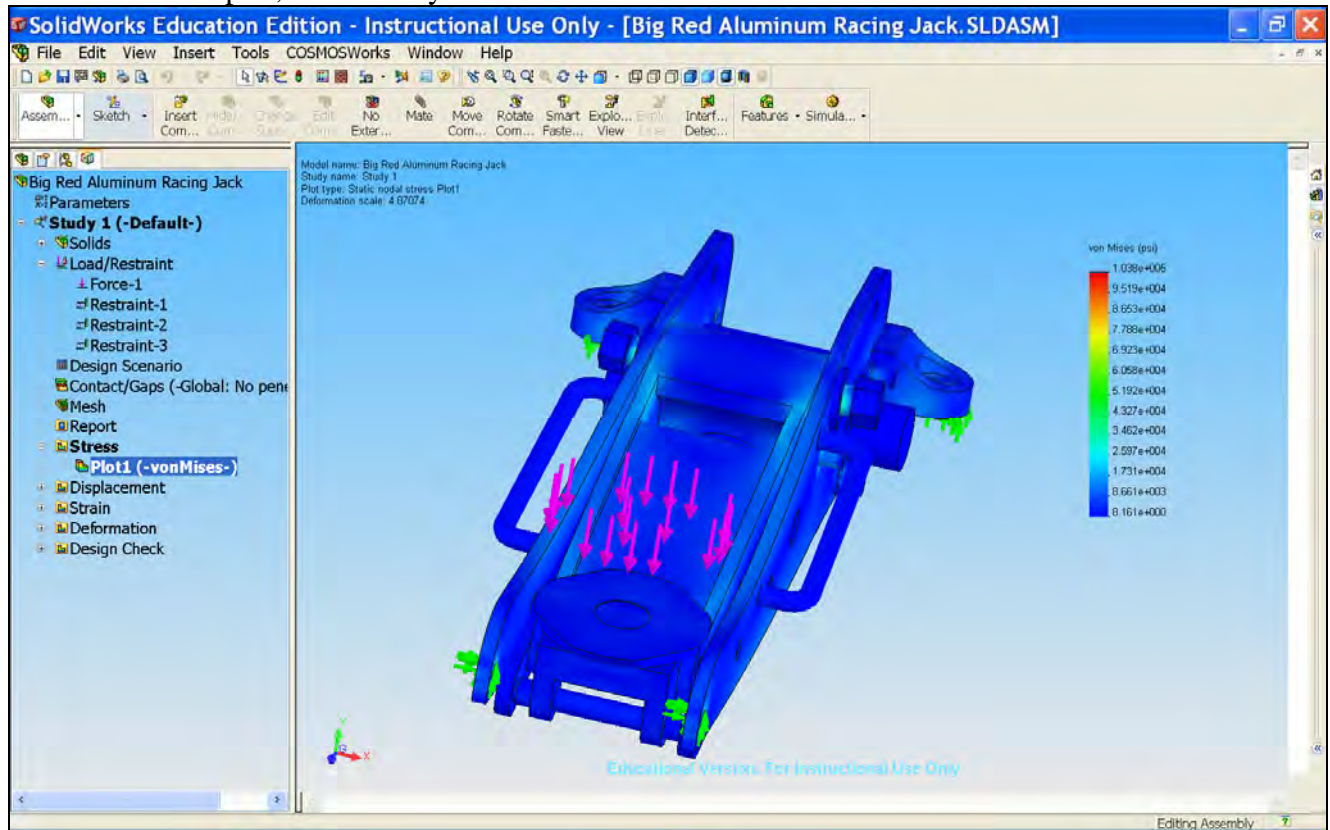 SolidWorks Education Edition - Instructional Use Only - [Big Red Aluminum Racing Jack.SLDASM]
File Edit View Insert Tools COSMOSWorks Window Help
Assem... Sketch Insert Com... No Exter... Mate Move Com... Rotate Com... Smart Faste... Explo... View Interf... Detec... Features Simula...
Big Red Aluminum Racing Jack
Parameters
Study 1 (-Default-)
Solids
Load/Restraint
Force-1
Restraint-1
Restraint-2
Restraint-3
Design Scenario
Contact/Gaps (-Global: No pene
Mesh
Report
Stress
Plot1 (-vonMises-)
Displacement
Strain
Deformation
Design Check
Model name: Big Red Aluminum Racing Jack
Study name: Study 1
Plot type: Static nodal stress Plot1
Deformation scale: 4.87074
von Mises (psi)
1.038e+005
9.519e+004
8.653e+004
7.788e+004
6.923e+004
6.058e+004
5.192e+004
4.327e+004
3.462e+004
2.597e+004
1.731e+004
8.661e+003
8.161e+000
Y
X
Educational Version. For Instructional Use Only
Editing Assembly